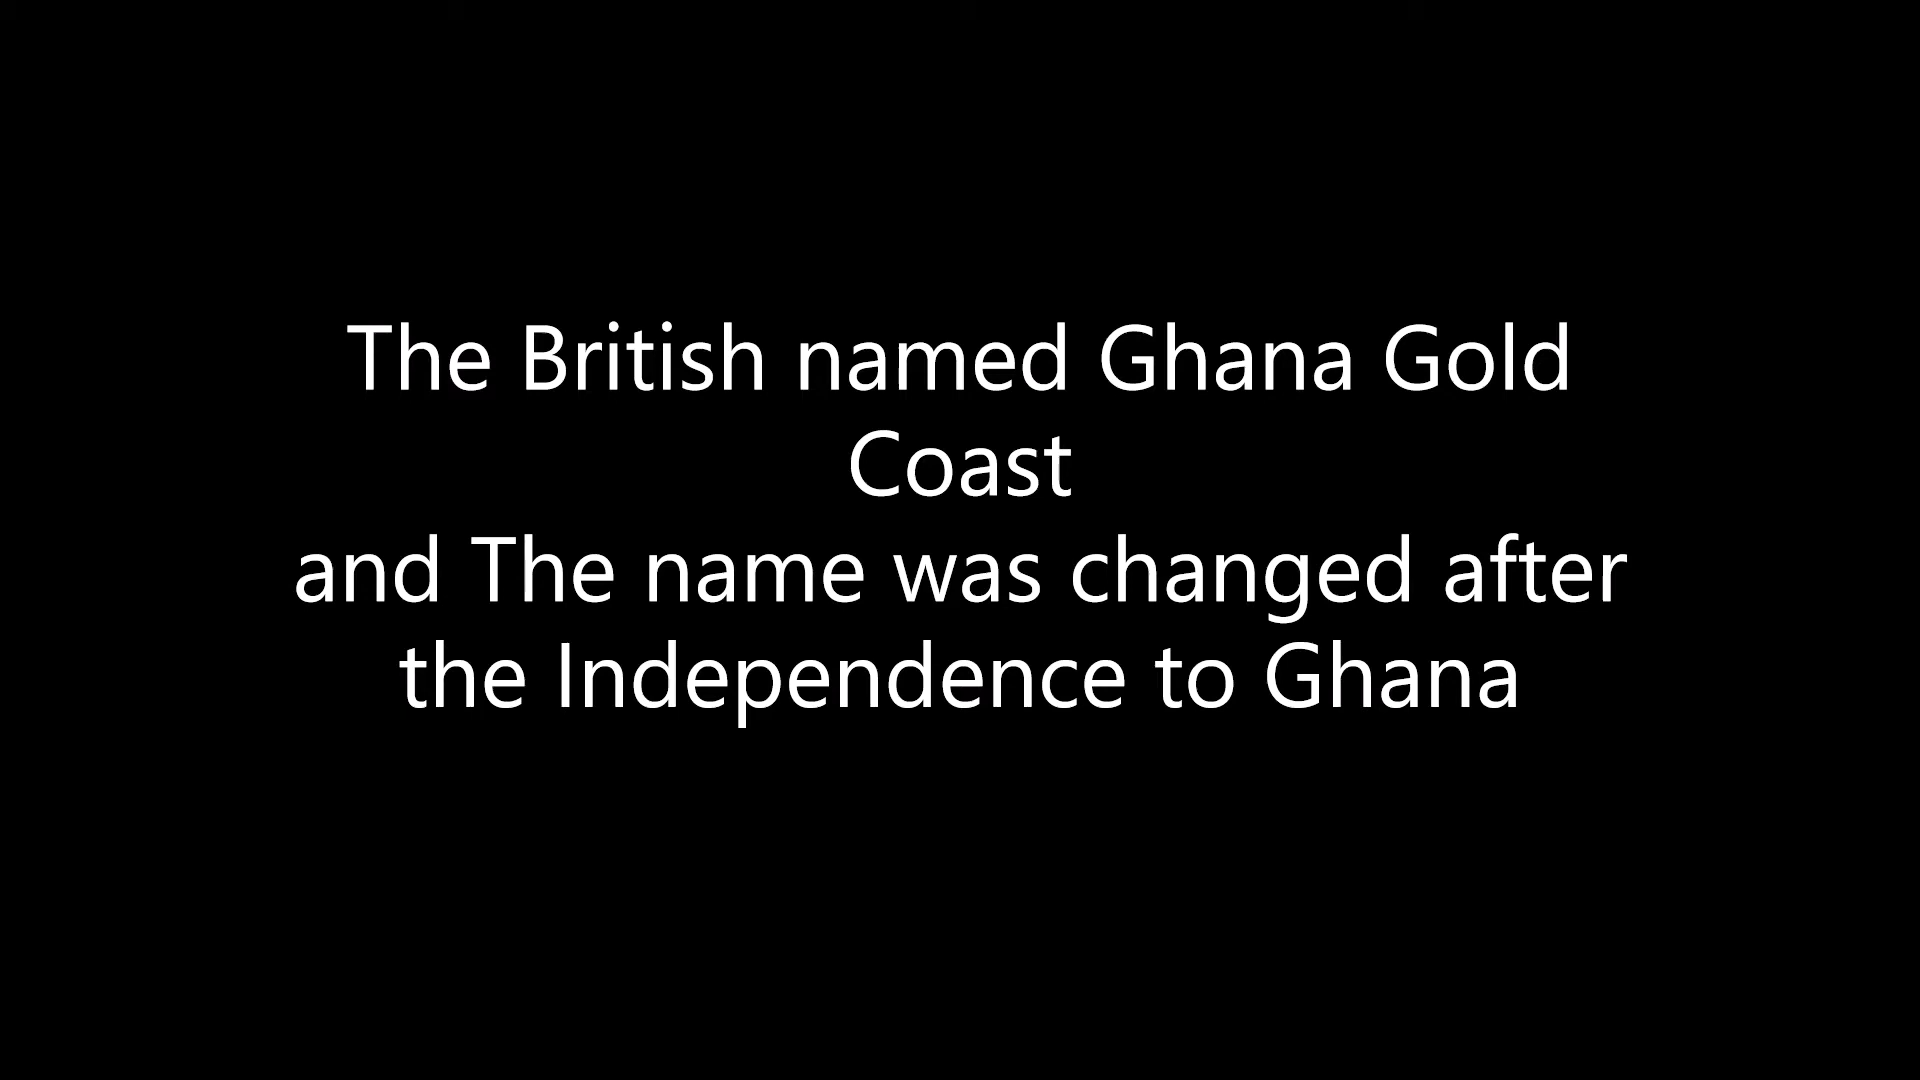 The British named Ghana Gold
Coast
and The name was changed after
the Independence to Ghana